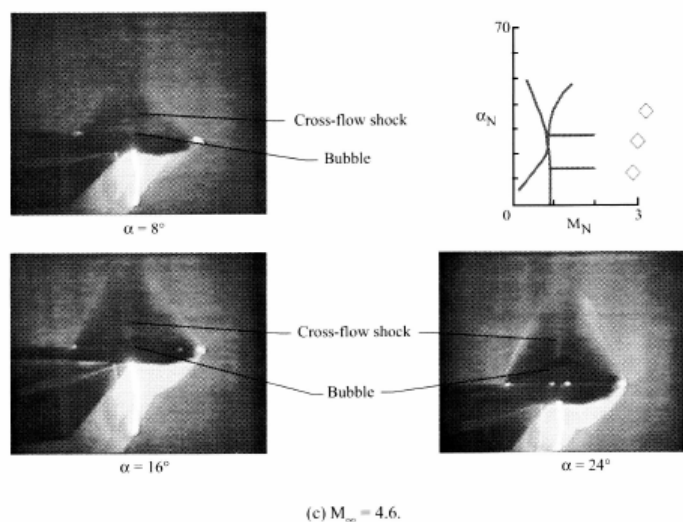 70
Cross-flow shock
α_N
Bubble
α = 8°
0
M_N
3
Cross-flow shock
Bubble
α = 16°
α = 24°
(c) M_∞ = 4.6.